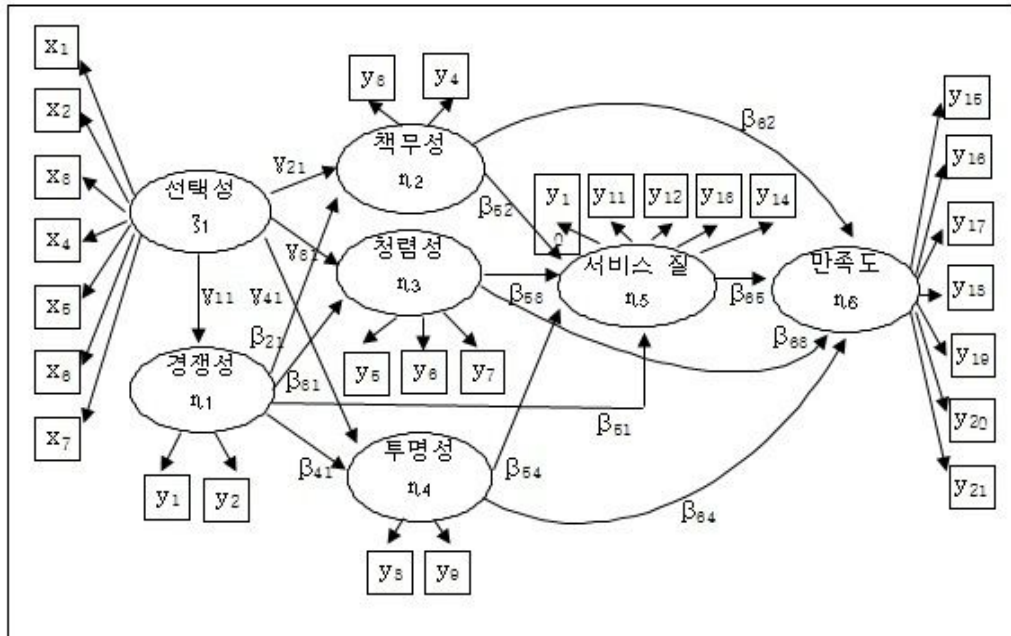 x₁
x₂
x₃
x₄
x₅
x₆
x₇
선택성
ξ₁
경쟁성
η₁
y₁
y₂
γ₁₁
γ₂₁
γ₃₁
γ₄₁
β₂₁
β₃₁
β₄₁
y₃
y₄
책무성
η₂
청렴성
η₃
y₅
y₆
y₇
투명성
η₄
y₈
y₉
β₅₂
β₅₃
β₅₁
β₅₄
y₁₀
y₁₁
y₁₂
y₁₃
y₁₄
서비스 질
η₅
β₆₂
β₆₅
β₆₃
β₆₄
만족도
η₆
y₁₅
y₁₆
y₁₇
y₁₈
y₁₉
y₂₀
y₂₁